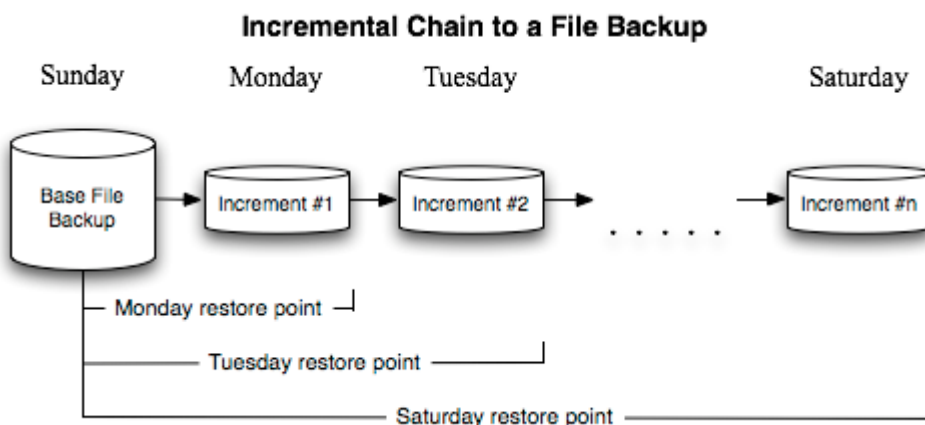 Incremental Chain to a File Backup
Sunday
Monday
Tuesday
Saturday
Base File
Backup
Increment #1
Increment #2
. . . . .
Increment #n
Monday restore point
Tuesday restore point
Saturday restore point